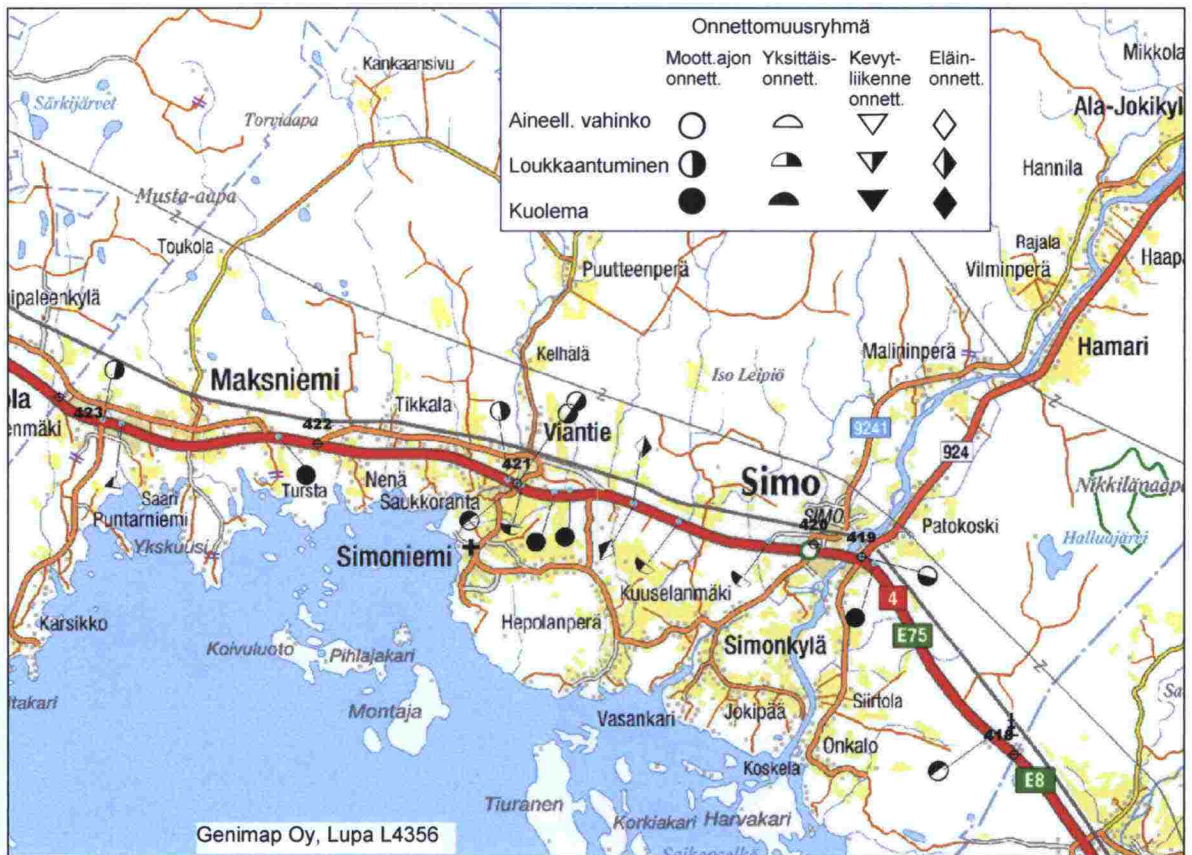 Onnettomuusryhmä
Moott.ajon onnett.
Yksittäis-onnett.
Kevyt-liikenne onnett.
Eläin-onnett.
Aineell. vahinko
Loukkaantuminen
Kuolema
Mikkola
Kankaansivu
Särkijärvet
Torviaapa
Ala-Jokikyl
Hannila
Musta-aapa
Toukola
Puutteenperä
Rajala
Vilminperä
Haapa
ipaleenkylä
Kelhälä
Malininperä
Hamari
Maksniemi
Iso Leipiö
Tikkala
ola
enmäki
423
422
Viantie
9241
924
421
Simo
Nikkilänaapa
Nenä
Tursta
Saukkoranta
Saari
Puntarniemi
SIMO
420
419
Patokoski
Ykskuusi
Simoniemi
Halluajärvi
Kuuselanmäki
4
Karsikko
Hepolanperä
E75
Koivuluoto
Pihlajakari
Simonkylä
ltakari
Montaja
Vasankari
Jokipää
Siirtola
418
Onkalo
Koskela
E8
Tiuranen
Korkiakari
Harvakari
Genimap Oy, Lupa L4356